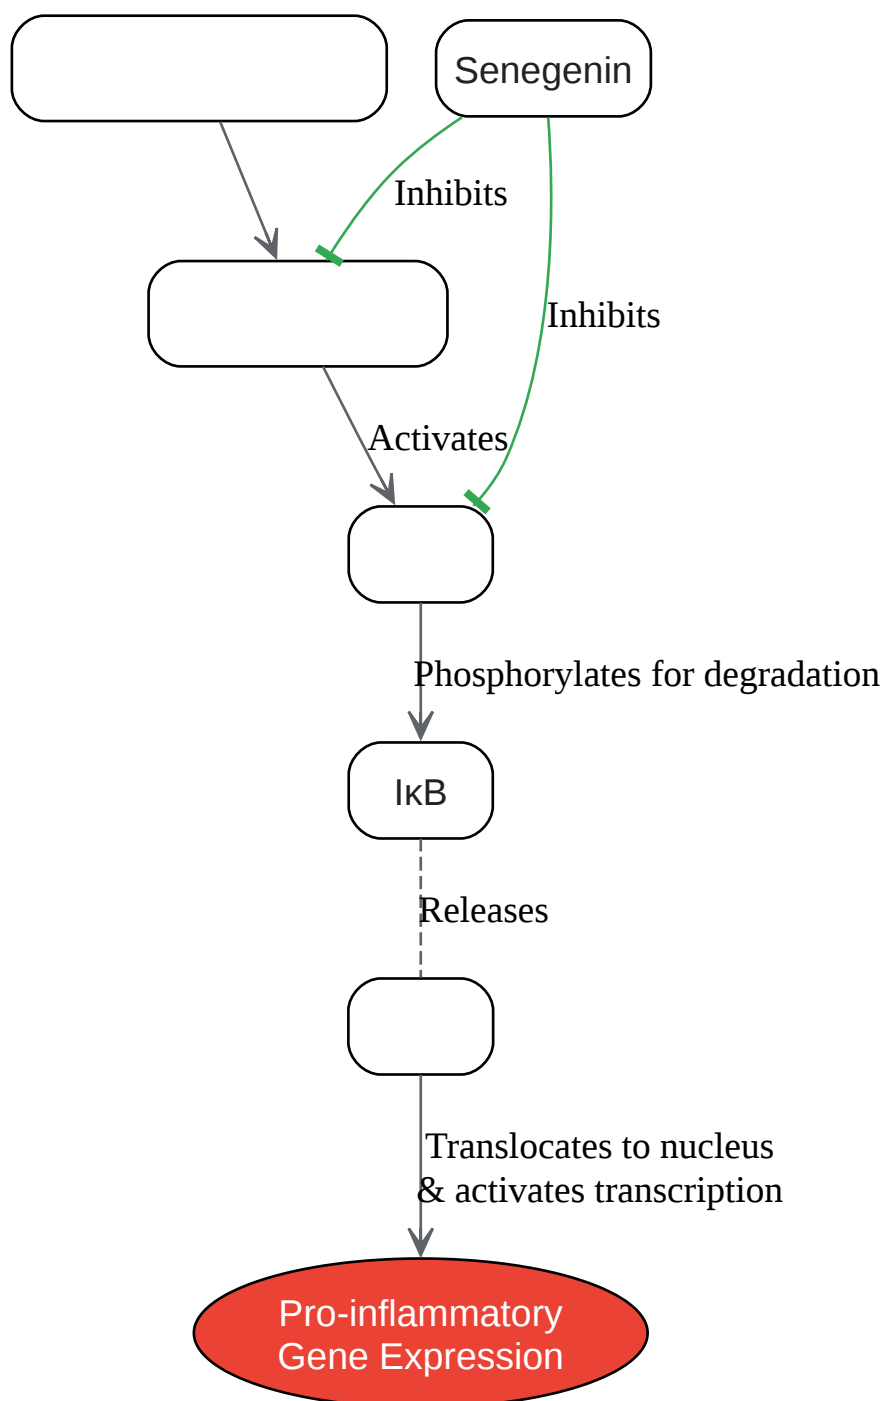 Senegenin
Inhibits
Inhibits
Activates
Phosphorylates for degradation
IκB
Releases
Translocates to nucleus
& activates transcription
Pro-inflammatory
Gene Expression